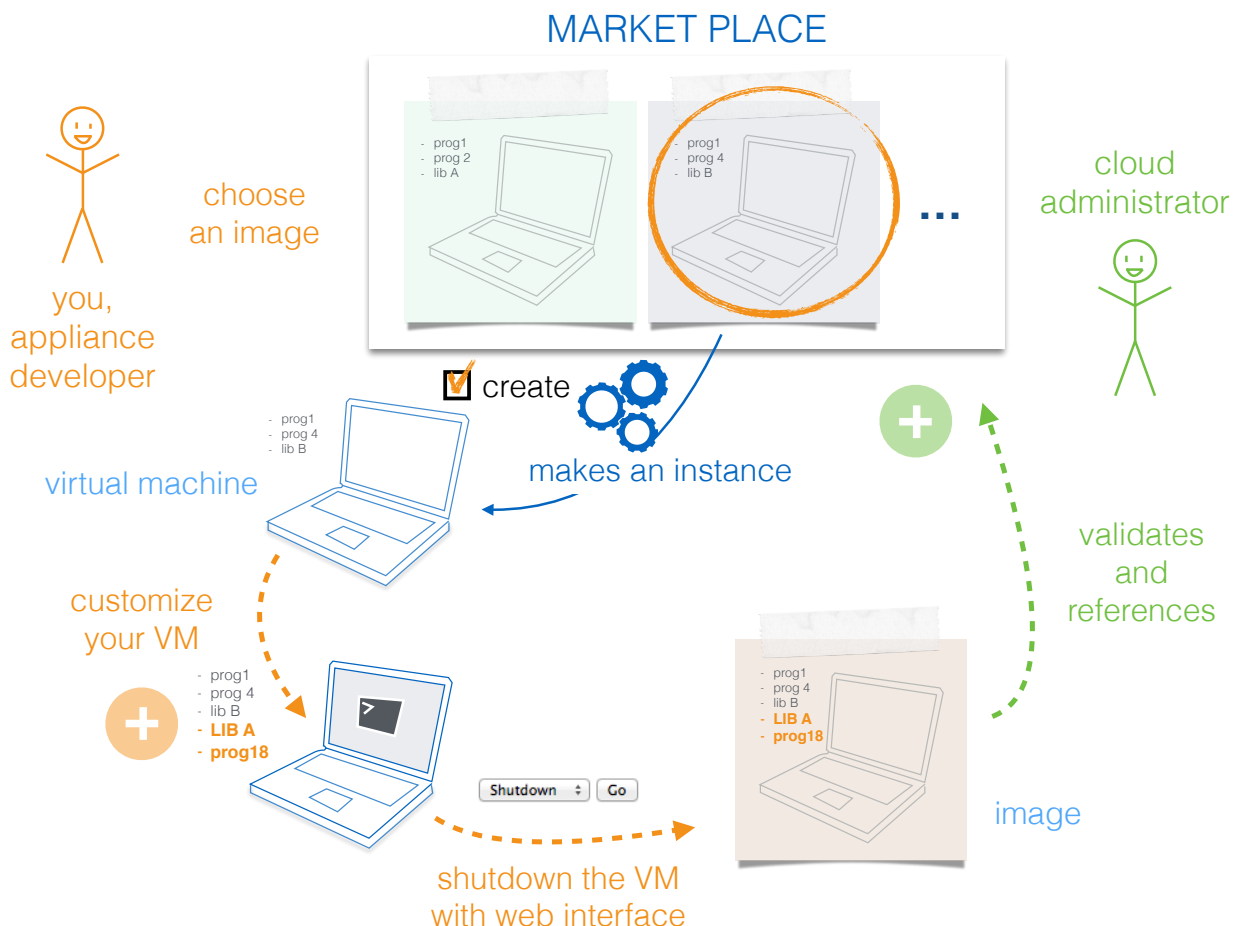 MARKET PLACE
- prog1
- prog 2
- lib A
- prog1
- prog 4
- lib B
...
choose
an image
you,
appliance
developer
cloud
administrator
create
makes an instance
- prog1
- prog 4
- lib B
virtual machine
customize
your VM
- prog1
- prog 4
- lib B
- LIB A
- prog18
Shutdown
Go
shutdown the VM
with web interface
- prog1
- prog 4
- lib B
- LIB A
- prog18
image
validates
and
references